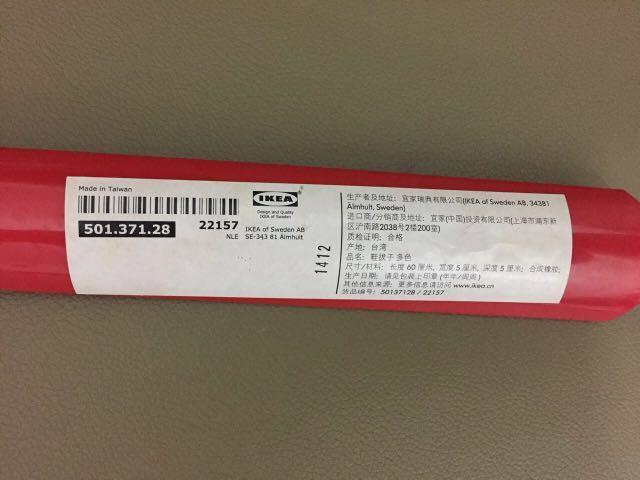 Made in Taiwan
501.371.28
22157
NLE
IKEA
Design and Quality
IKEA of Sweden
IKEA of Sweden AB
SE-343 81 Älmhult
1412
生产者及地址: 宜家瑞典有限公司(IKEA of Sweden AB, 34381
Älmhult, Sweden)
进口商/分销商及地址: 宜家(中国)投资有限公司(上海市浦东新
区沪南路2038号2楼200室)
质检证明: 合格
产地: 台湾
品名: 鞋拔子 多色
尺寸/材料: 长度 60 厘米, 宽度 5 厘米, 深度 5 厘米; 合成橡胶;
生产日期: 请见包装上印章 (年年/周周)
其他信息来源: 更多信息请访问 www.ikea.cn
货品编号: 50137128 / 22157